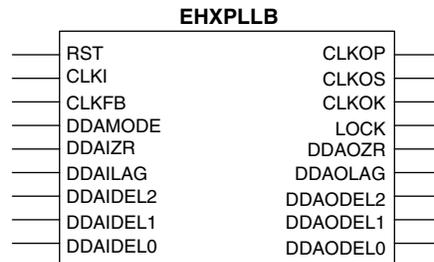 EHXPLLB
RST CLKOP
CLKI CLKOS
CLKFB CLKOK
DDAMODE LOCK
DDAIZR DDAOZR
DDAILAG DDAOLAG
DDAIDEL2 DDAODEL2
DDAIDEL1 DDAODEL1
DDAIDEL0 DDAODEL0